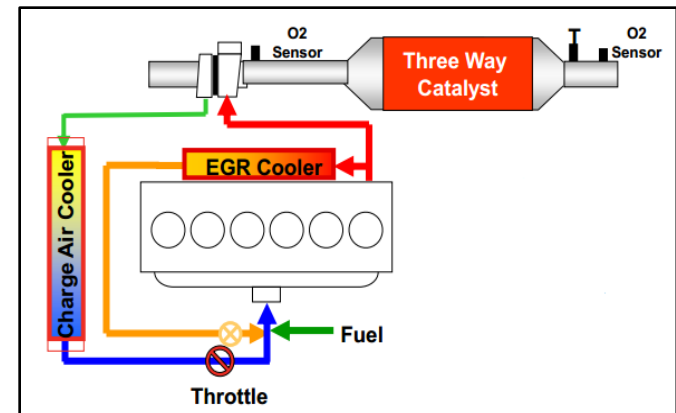 O2
Sensor
T
O2
Sensor
Three Way
Catalyst
EGR Cooler
Charge Air Cooler
Fuel
Throttle